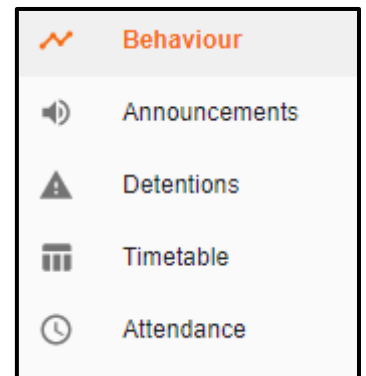 Behaviour
Announcements
Detentions
Timetable
Attendance